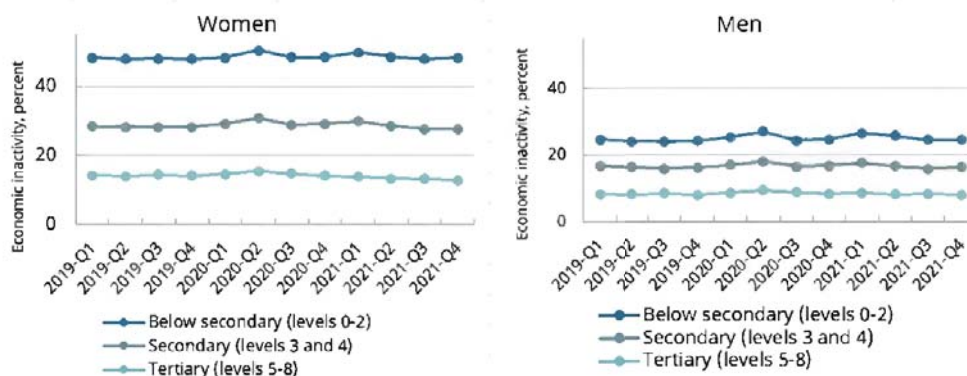 Women
Economic inactivity, percent
40
20
0
2019-Q1
2019-Q2
2019-Q3
2019-Q4
2020-Q1
2020-Q2
2020-Q3
2020-Q4
2021-Q1
2021-Q2
2021-Q3
2021-Q4
Below secondary (levels 0-2)
Secondary (levels 3 and 4)
Tertiary (levels 5-8)
Men
Economic inactivity, percent
40
20
0
2019-Q1
2019-Q2
2019-Q3
2019-Q4
2020-Q1
2020-Q2
2020-Q3
2020-Q4
2021-Q1
2021-Q2
2021-Q3
2021-Q4
Below secondary (levels 0-2)
Secondary (levels 3 and 4)
Tertiary (levels 5-8)